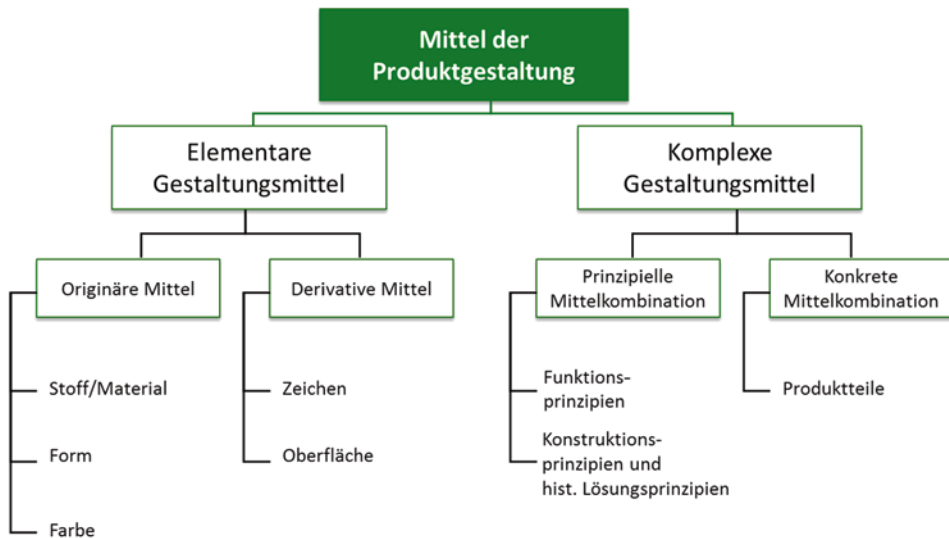 Mittel der
Produktgestaltung
Elementare
Gestaltungsmittel
Komplexe
Gestaltungsmittel
Originäre Mittel
Derivative Mittel
Prinzipielle
Mittelkombination
Konkrete
Mittelkombination
Stoff/Material
Form
Farbe
Zeichen
Oberfläche
Funktions-
prinzipien
Konstruktions-
prinzipien und
hist. Lösungsprinzipien
Produktteile